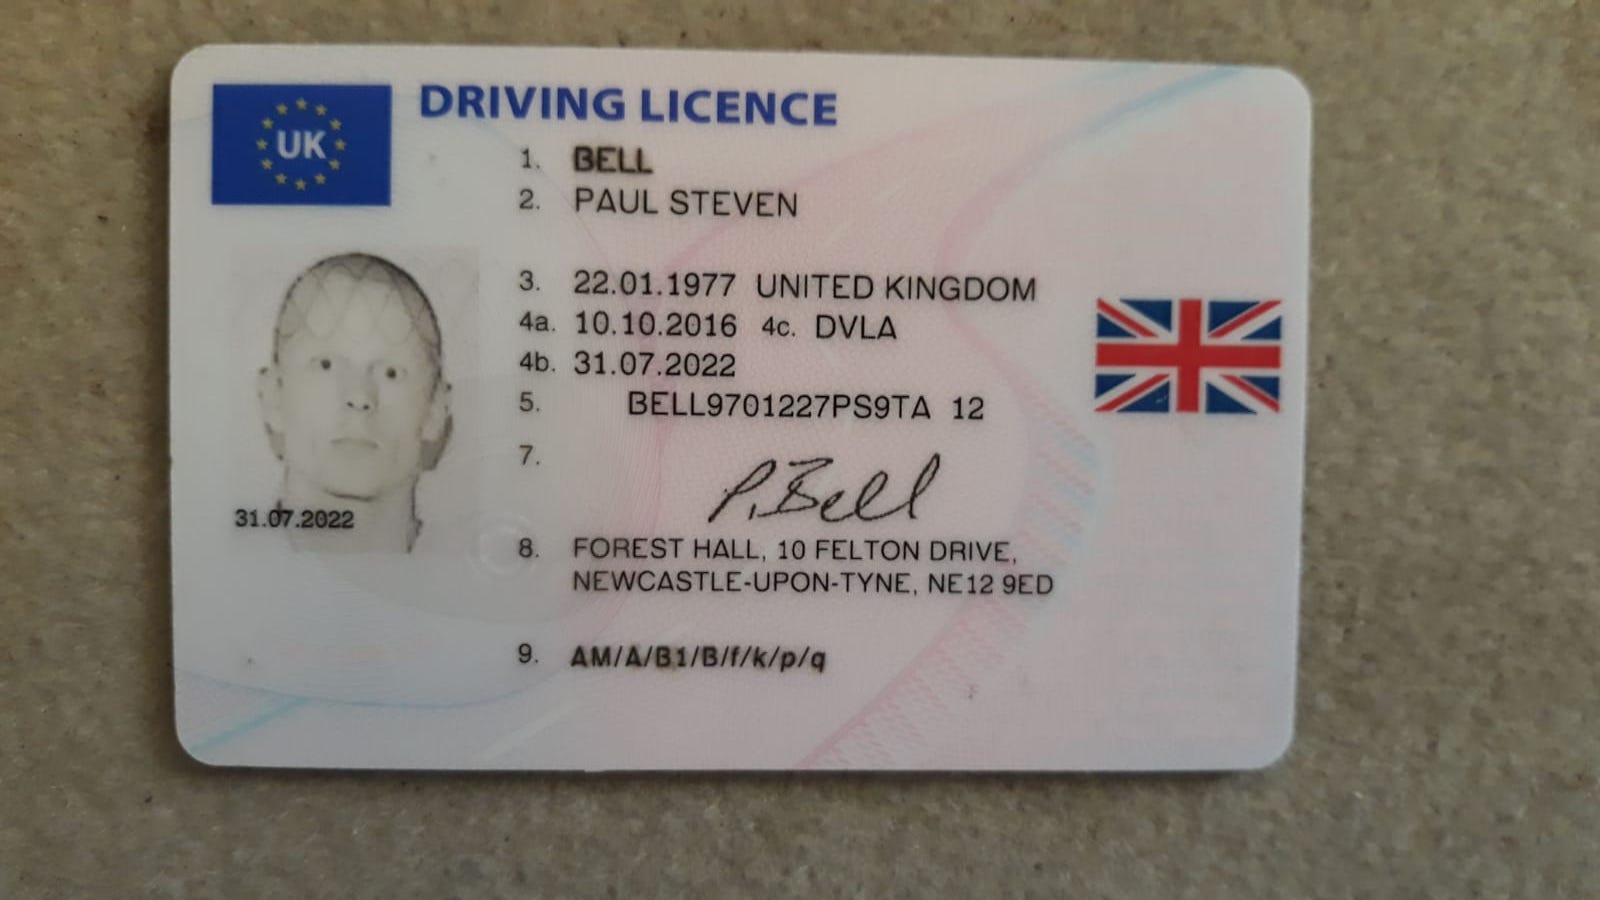 UK
DRIVING LICENCE
1. BELL
2. PAUL STEVEN
3. 22.01.1977 UNITED KINGDOM
4a. 10.10.2016 4c. DVLA
4b. 31.07.2022
5. BELL9701227PS9TA 12
7. P.Bell
31.07.2022
8. FOREST HALL, 10 FELTON DRIVE,
NEWCASTLE-UPON-TYNE, NE12 9ED
9. AM/A/B1/B/f/k/p/q